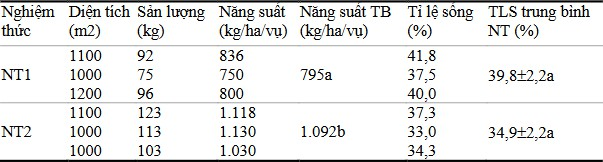 Nghiệm thức Diện tích (m2) Sản lượng (kg) Năng suất (kg/ha/vụ) Năng suất TB (kg/ha/vụ) Tỉ lệ sống (%) TLS trung bình NT (%)
1100 92 836 41,8
NT1 1000 75 750 795a 37,5 39,8±2,2a
1200 96 800 40,0
1100 123 1.118 37,3
NT2 1000 113 1.130 1.092b 33,0 34,9±2,2a
1000 103 1.030 34,3